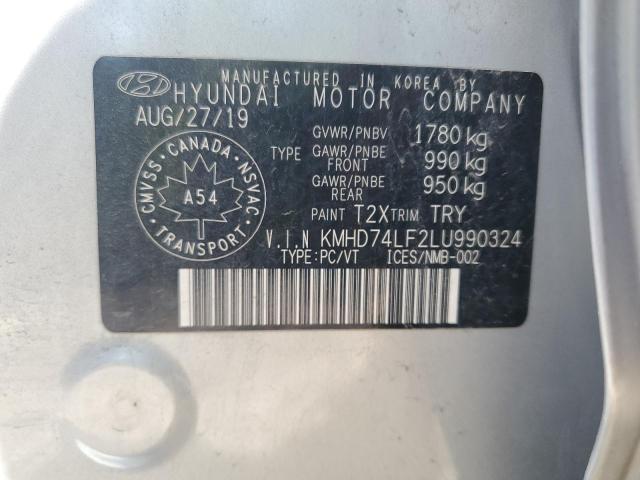 MANUFACTURED IN KOREA BY
HYUNDAI MOTOR COMPANY
AUG/27/19
GVWR/PNBV 1780 kg
TYPE GAWR/PNBE FRONT 990 kg
GAWR/PNBE REAR 950 kg
PAINT T2X TRIM TRY
CANADA
CMVSS NSVAC
A54
TRANSPORT
V.I.N KMHD74LF2LU990324
TYPE:PC/VT ICES/NMB-002